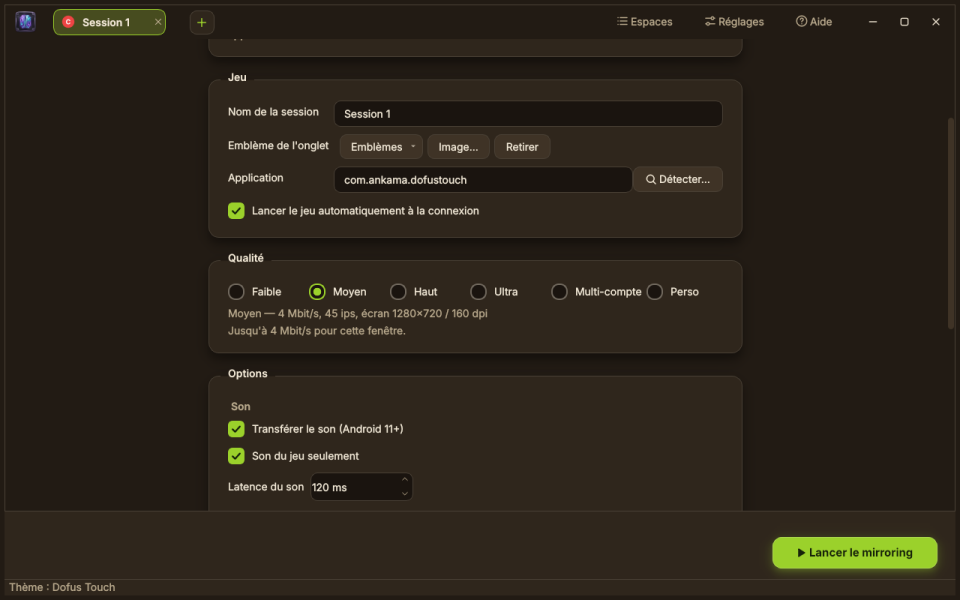 C Session 1
Espaces
Réglages
Aide
Jeu
Nom de la session Session 1
Emblème de l'onglet Emblèmes Image... Retirer
Application com.ankama.dofustouch Détecter...
Lancer le jeu automatiquement à la connexion
Qualité
Faible Moyen Haut Ultra Multi-compte Perso
Moyen — 4 Mbit/s, 45 ips, écran 1280×720 / 160 dpi
Jusqu'à 4 Mbit/s pour cette fenêtre.
Options
Son
Transférer le son (Android 11+)
Son du jeu seulement
Latence du son 120 ms
Lancer le mirroring
Thème : Dofus Touch